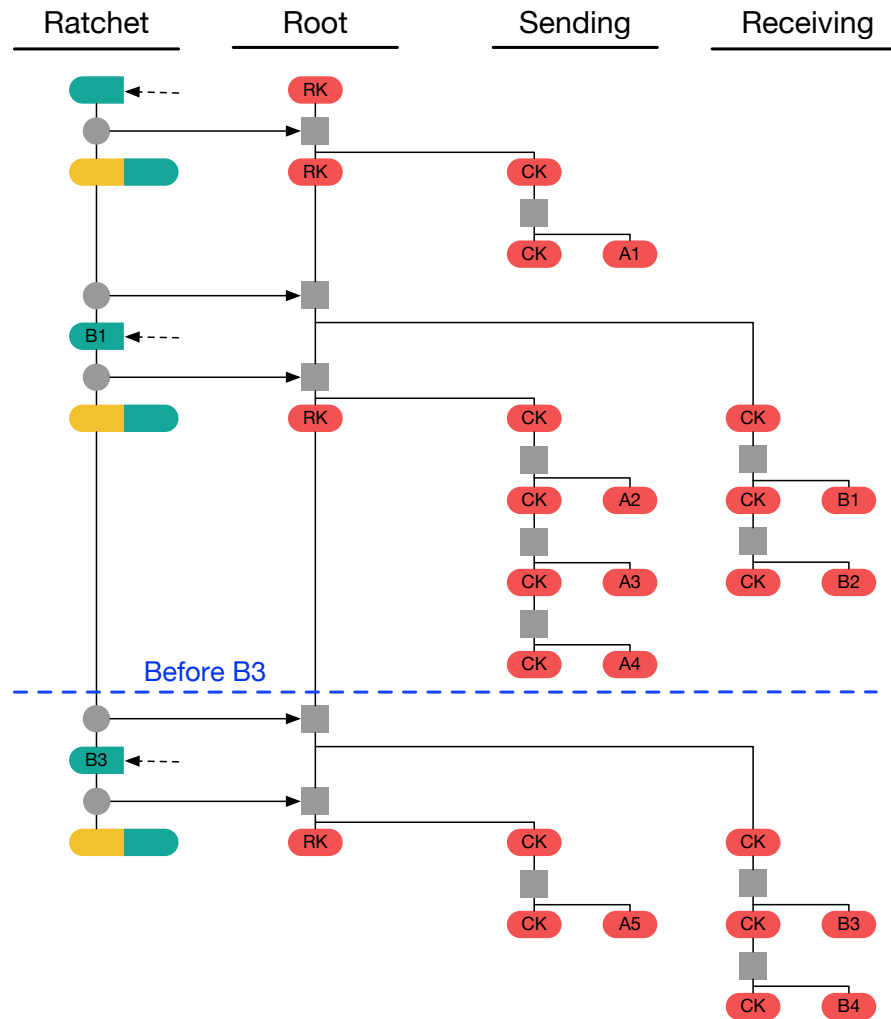 Ratchet Root Sending Receiving
RK
RK CK
CK A1
B1
RK CK CK
CK A2 CK B1
CK A3 CK B2
CK A4
Before B3
B3
RK CK CK
CK A5 CK B3
CK B4